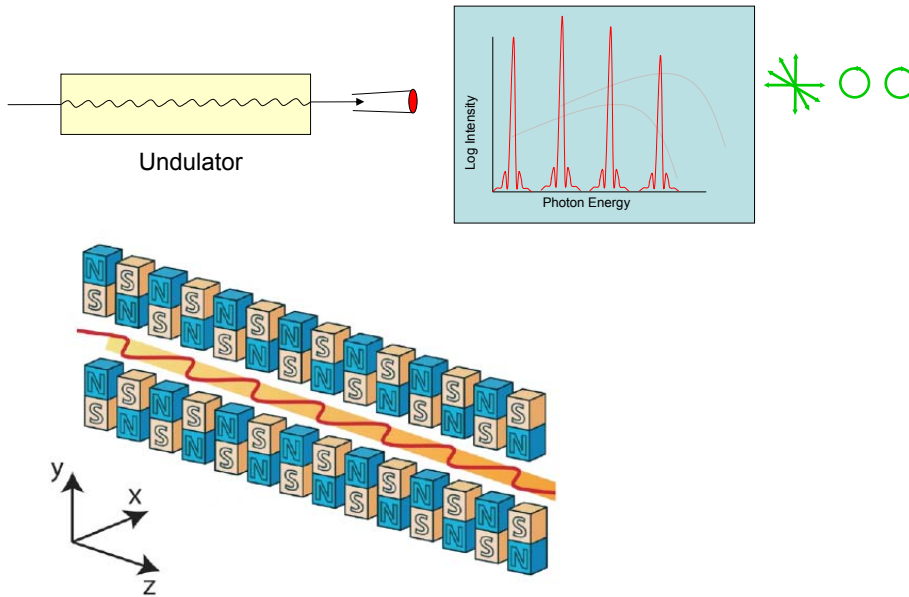 Undulator
Log Intensity
Photon Energy
N S N S N S N S N S N S N S
S N S N S N S N S N S N S N
N S N S N S N S N S N S N S
S N S N S N S N S N S N S N
y
x
z